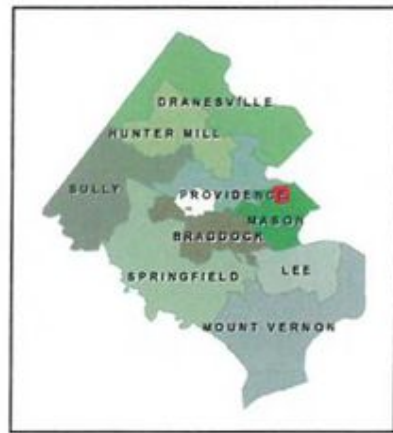 DRANESVILLE
HUNTER MILL
SULLY
PROVIDENCE
MASON
BRADDOCK
SPRINGFIELD
LEE
MOUNT VERNON